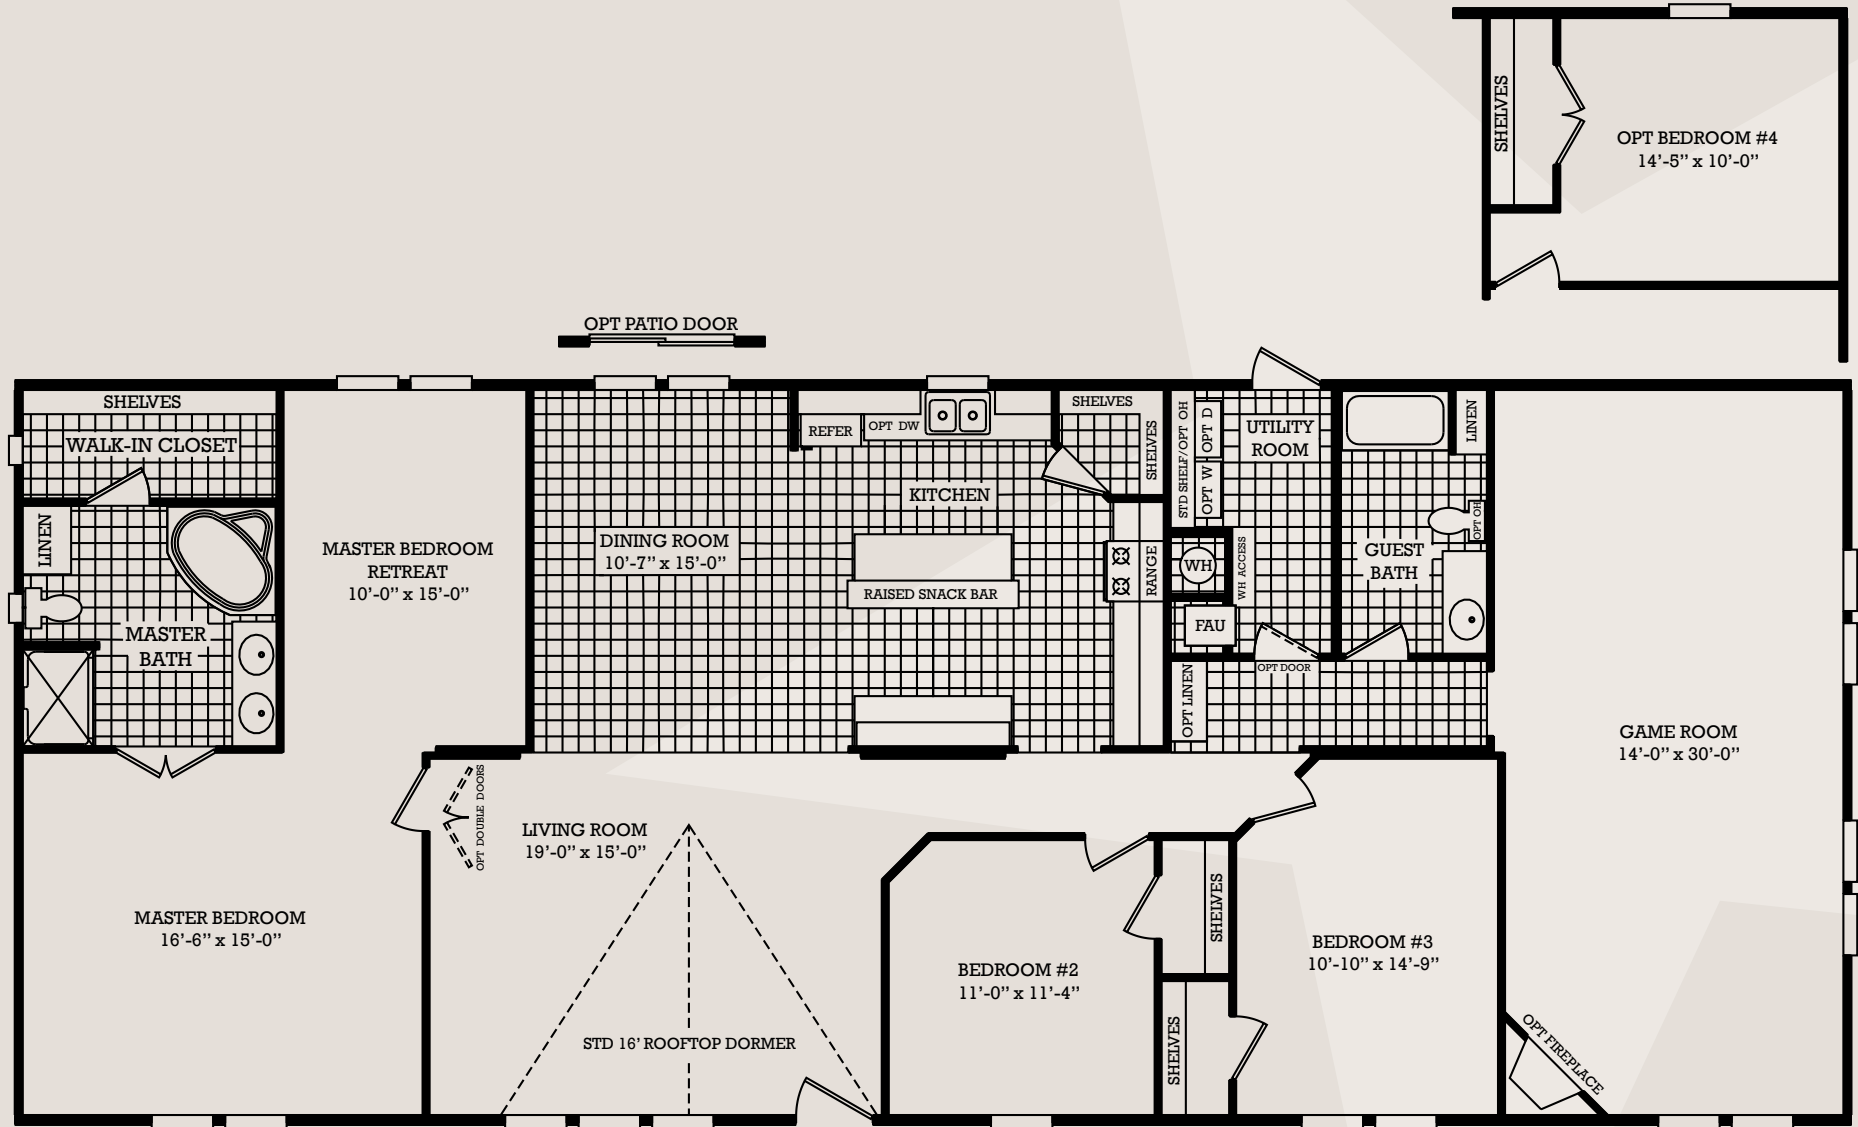 SHELVES
OPT BEDROOM #4
14’-5” x 10’-0”
OPT PATIO DOOR
SHELVES
WALK-IN CLOSET
LINEN
MASTER
BATH
MASTER BEDROOM
RETREAT
10’-0” x 15’-0”
DINING ROOM
10’-7” x 15’-0”
REFER
OPT DW
KITCHEN
RAISED SNACK BAR
SHELVES
SHELVES
RANGE
STD SHELF/OPT OH
OPT D
OPT W
UTILITY
ROOM
WH
WH ACCESS
FAU
OPT DOOR
OPT LINEN
LINEN
OPT OH
GUEST
BATH
GAME ROOM
14’-0” x 30’-0”
OPT DOUBLE DOORS
LIVING ROOM
19’-0” x 15’-0”
STD 16’ ROOFTOP DORMER
MASTER BEDROOM
16’-6” x 15’-0”
BEDROOM #2
11’-0” x 11’-4”
SHELVES
SHELVES
BEDROOM #3
10’-10” x 14’-9”
OPT FIREPLACE